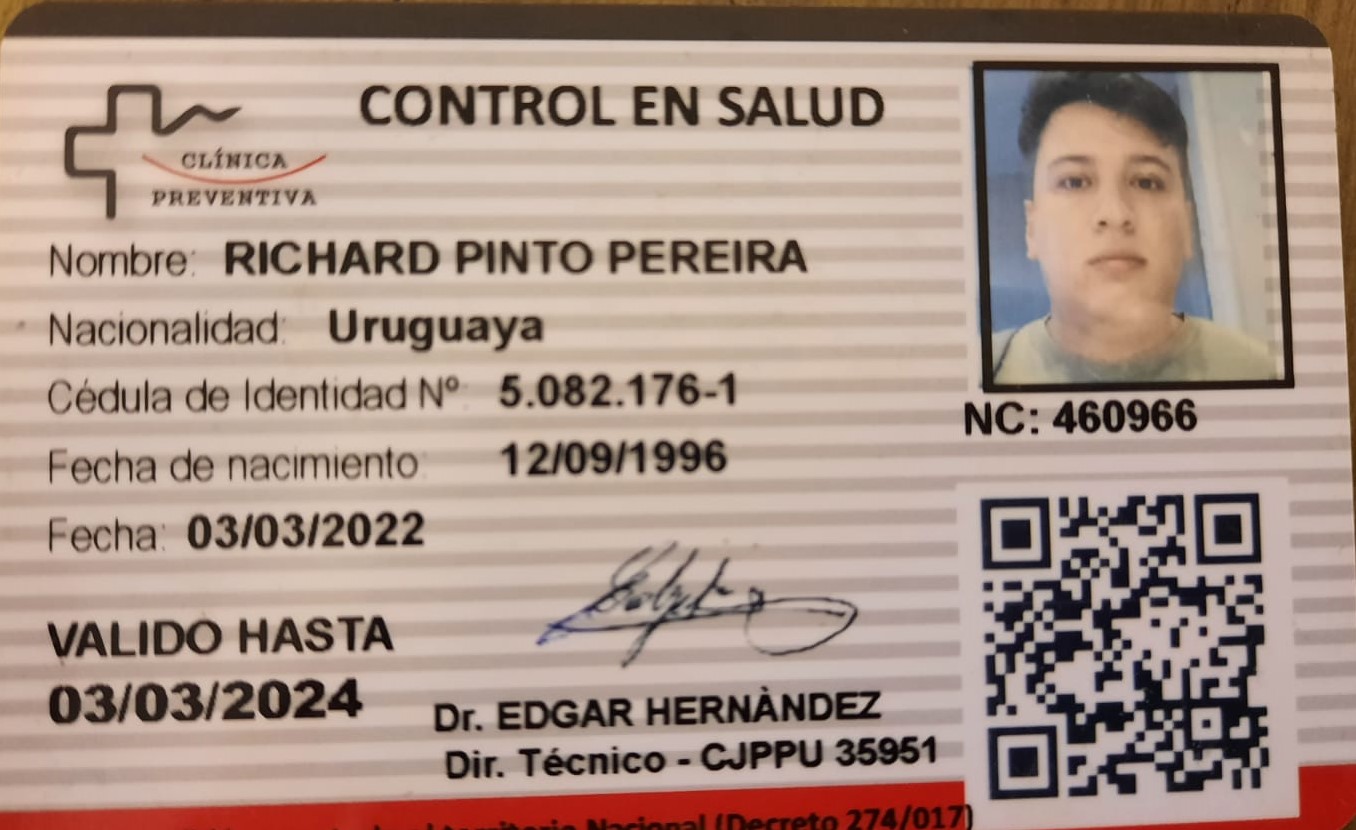 CONTROL EN SALUD
CLÍNICA
PREVENTIVA
Nombre: RICHARD PINTO PEREIRA
Nacionalidad: Uruguaya
Cédula de Identidad Nº: 5.082.176-1
Fecha de nacimiento: 12/09/1996
Fecha: 03/03/2022
VALIDO HASTA
03/03/2024
Dr. EDGAR HERNÀNDEZ
Dir. Técnico - CJPPU 35951
NC: 460966
Nacional (Decreto 274/017)